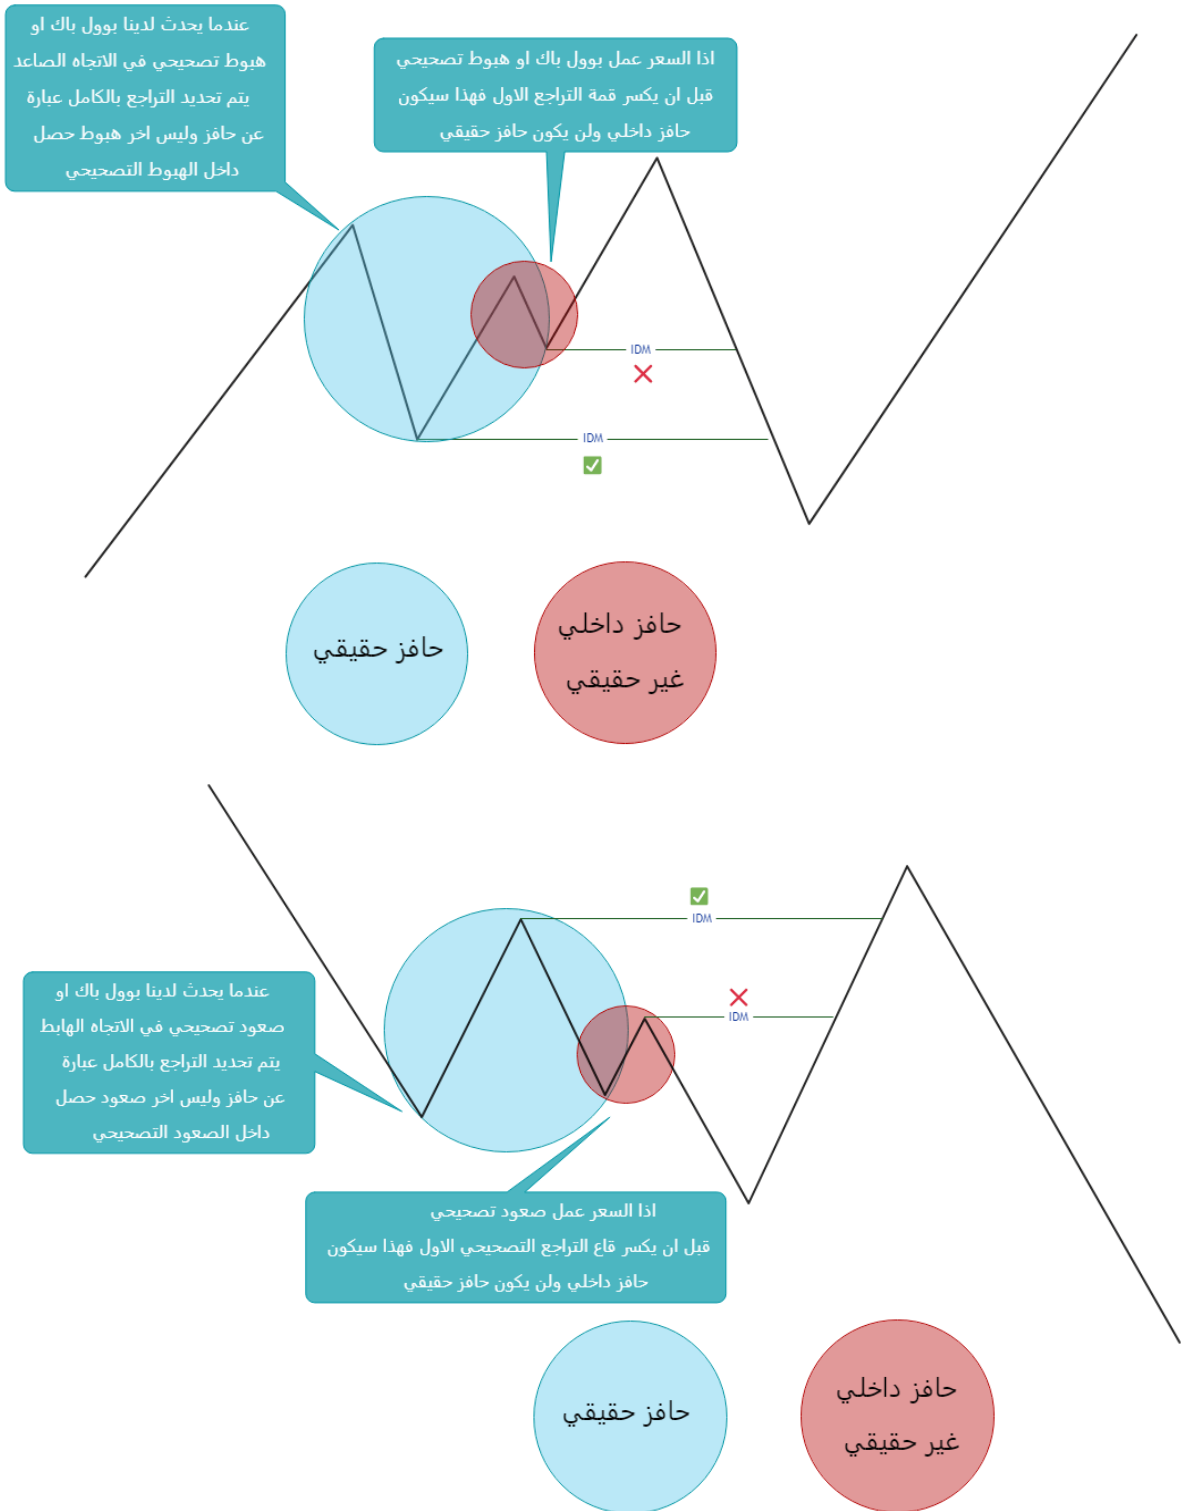 عندما يحدث لدينا بوول باك او
هبوط تصحيحي في الاتجاه الصاعد
يتم تحديد التراجع بالكامل عبارة
عن حافز وليس اخر هبوط حصل
داخل الهبوط التصحيحي
اذا السعر عمل بوول باك او هبوط تصحيحي
قبل ان يكسر قمة التراجع الاول فهذا سيكون
حافز داخلي ولن يكون حافز حقيقي
IDM
IDM
حافز داخلي
غير حقيقي
حافز حقيقي
IDM
IDM
عندما يحدث لدينا بوول باك او
صعود تصحيحي في الاتجاه الهابط
يتم تحديد التراجع بالكامل عبارة
عن حافز وليس اخر صعود حصل
داخل الصعود التصحيحي
اذا السعر عمل صعود تصحيحي
قبل ان يكسر قاع التراجع التصحيحي الاول فهذا سيكون
حافز داخلي ولن يكون حافز حقيقي
حافز داخلي
غير حقيقي
حافز حقيقي